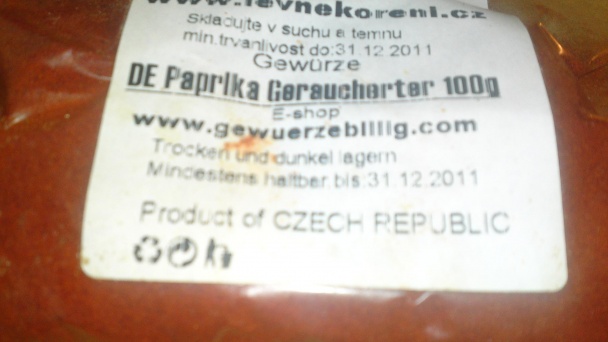 www.levnekoreni.cz
Skladujte v suchu a temnu
min.trvanlivost do:31.12.2011
Gewürze
DE Paprika Geraucherter 100g
E-shop
www.gewuerzebillig.com
Trocken und dunkel lagern
Mindestens haltbar bis:31.12.2011
Product of CZECH REPUBLIC